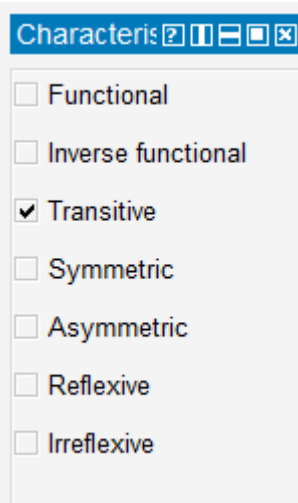 Characteris
Functional
Inverse functional
Transitive
Symmetric
Asymmetric
Reflexive
Irreflexive